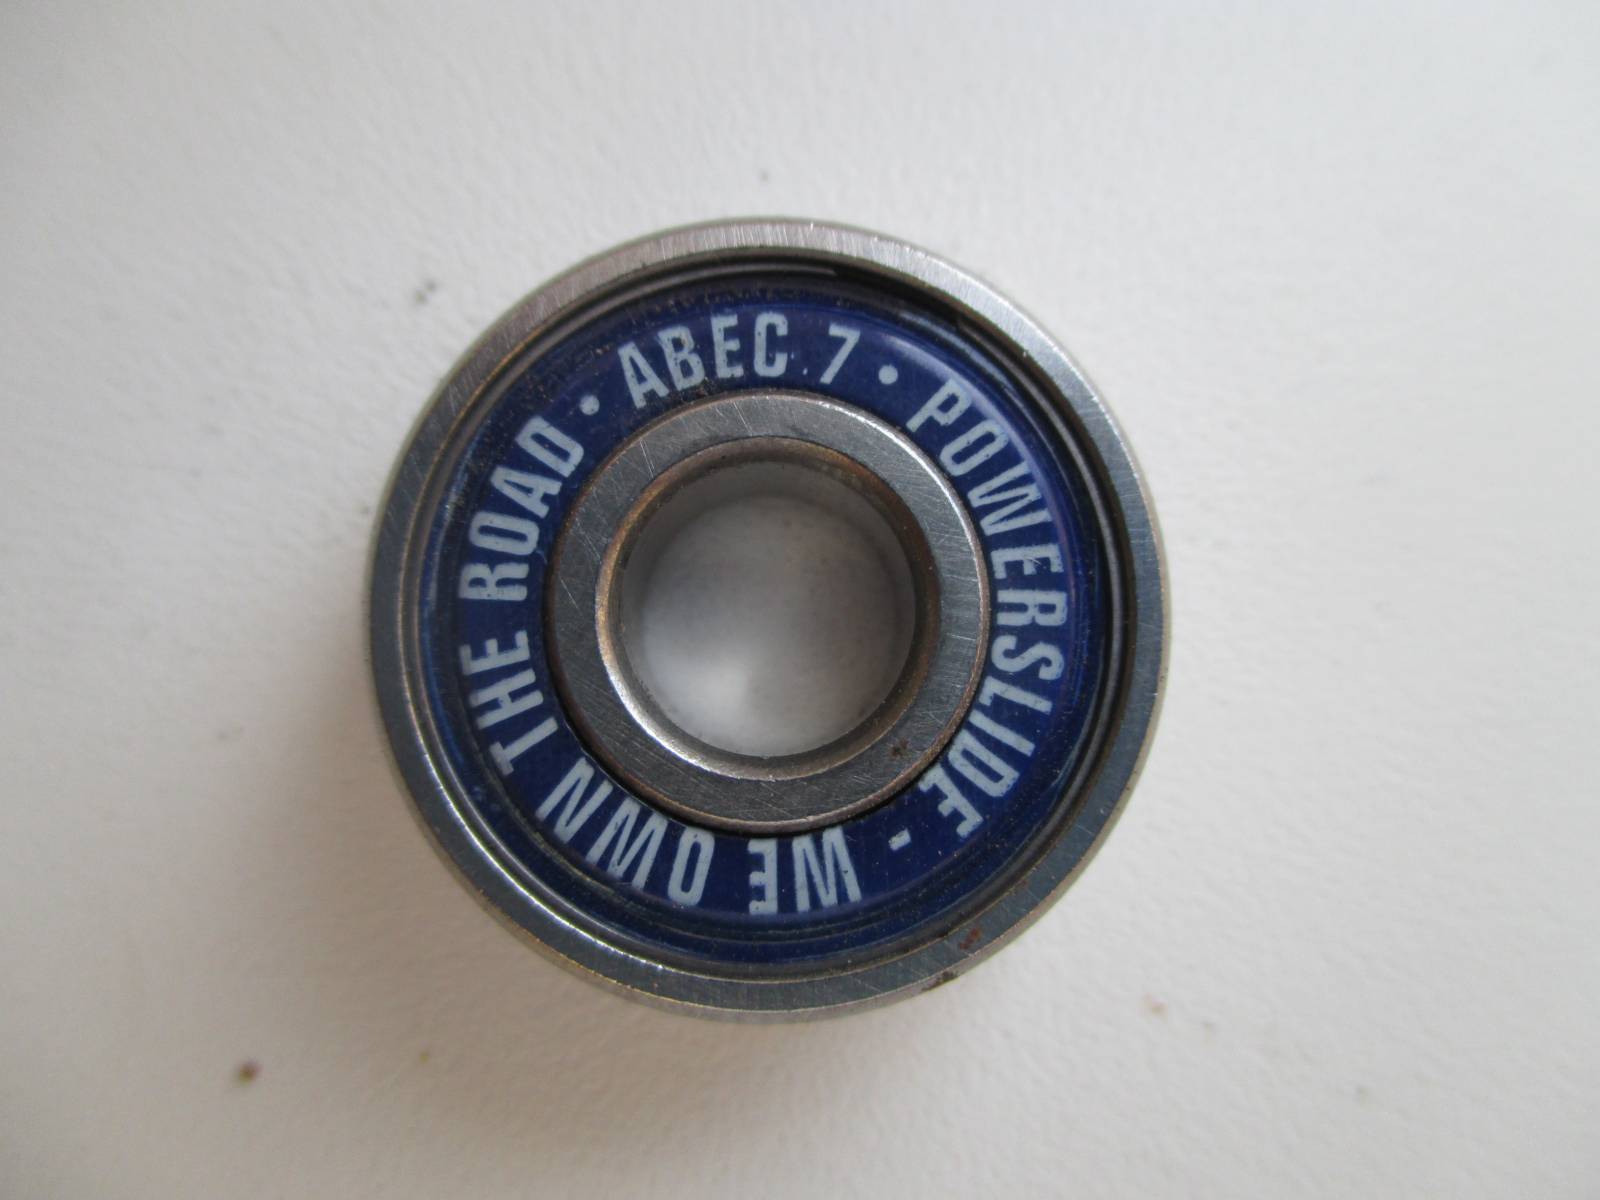 ABEC 7 • POWERSLIDE - WE OWN THE ROAD •